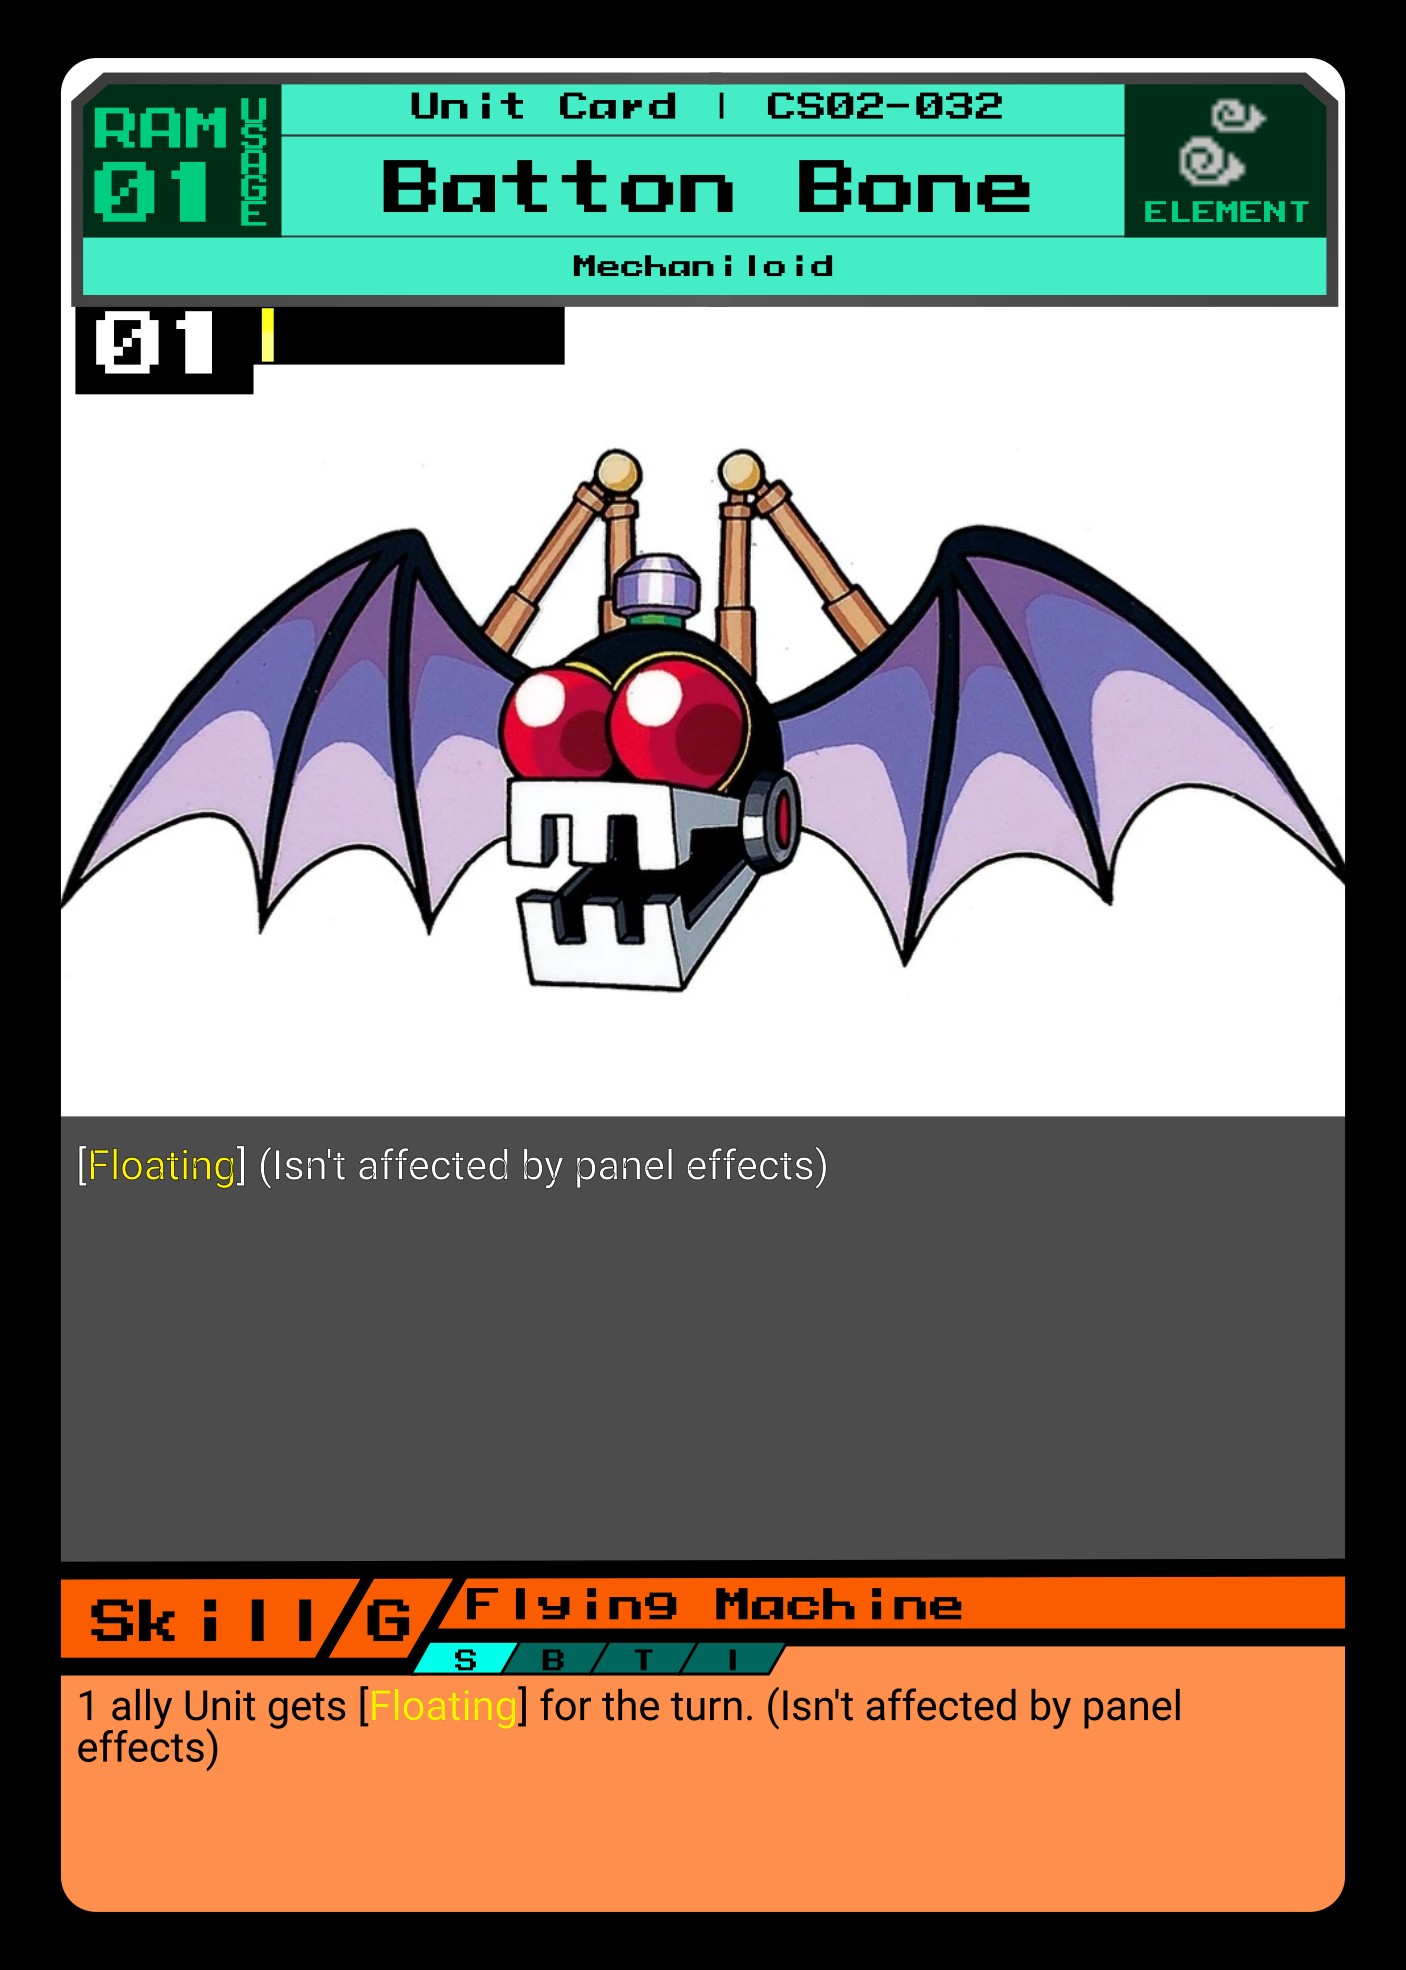 RAM
01
USAGE
Unit Card | CS02-032
Batton Bone
ELEMENT
Mechaniloid
01
[Floating] (Isn't affected by panel effects)
Skill/G
Flying Machine
S B T I
1 ally Unit gets [Floating] for the turn. (Isn't affected by panel
effects)